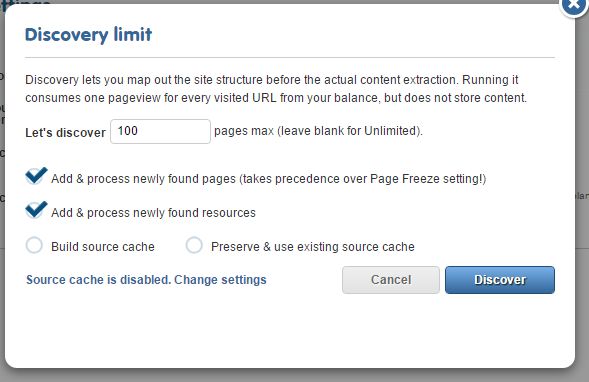 Discovery limit
Discovery lets you map out the site structure before the actual content extraction. Running it
consumes one pageview for every visited URL from your balance, but does not store content.
Let's discover 100 pages max (leave blank for Unlimited).
Add & process newly found pages (takes precedence over Page Freeze setting!)
Add & process newly found resources
Build source cache Preserve & use existing source cache
Source cache is disabled. Change settings Cancel Discover